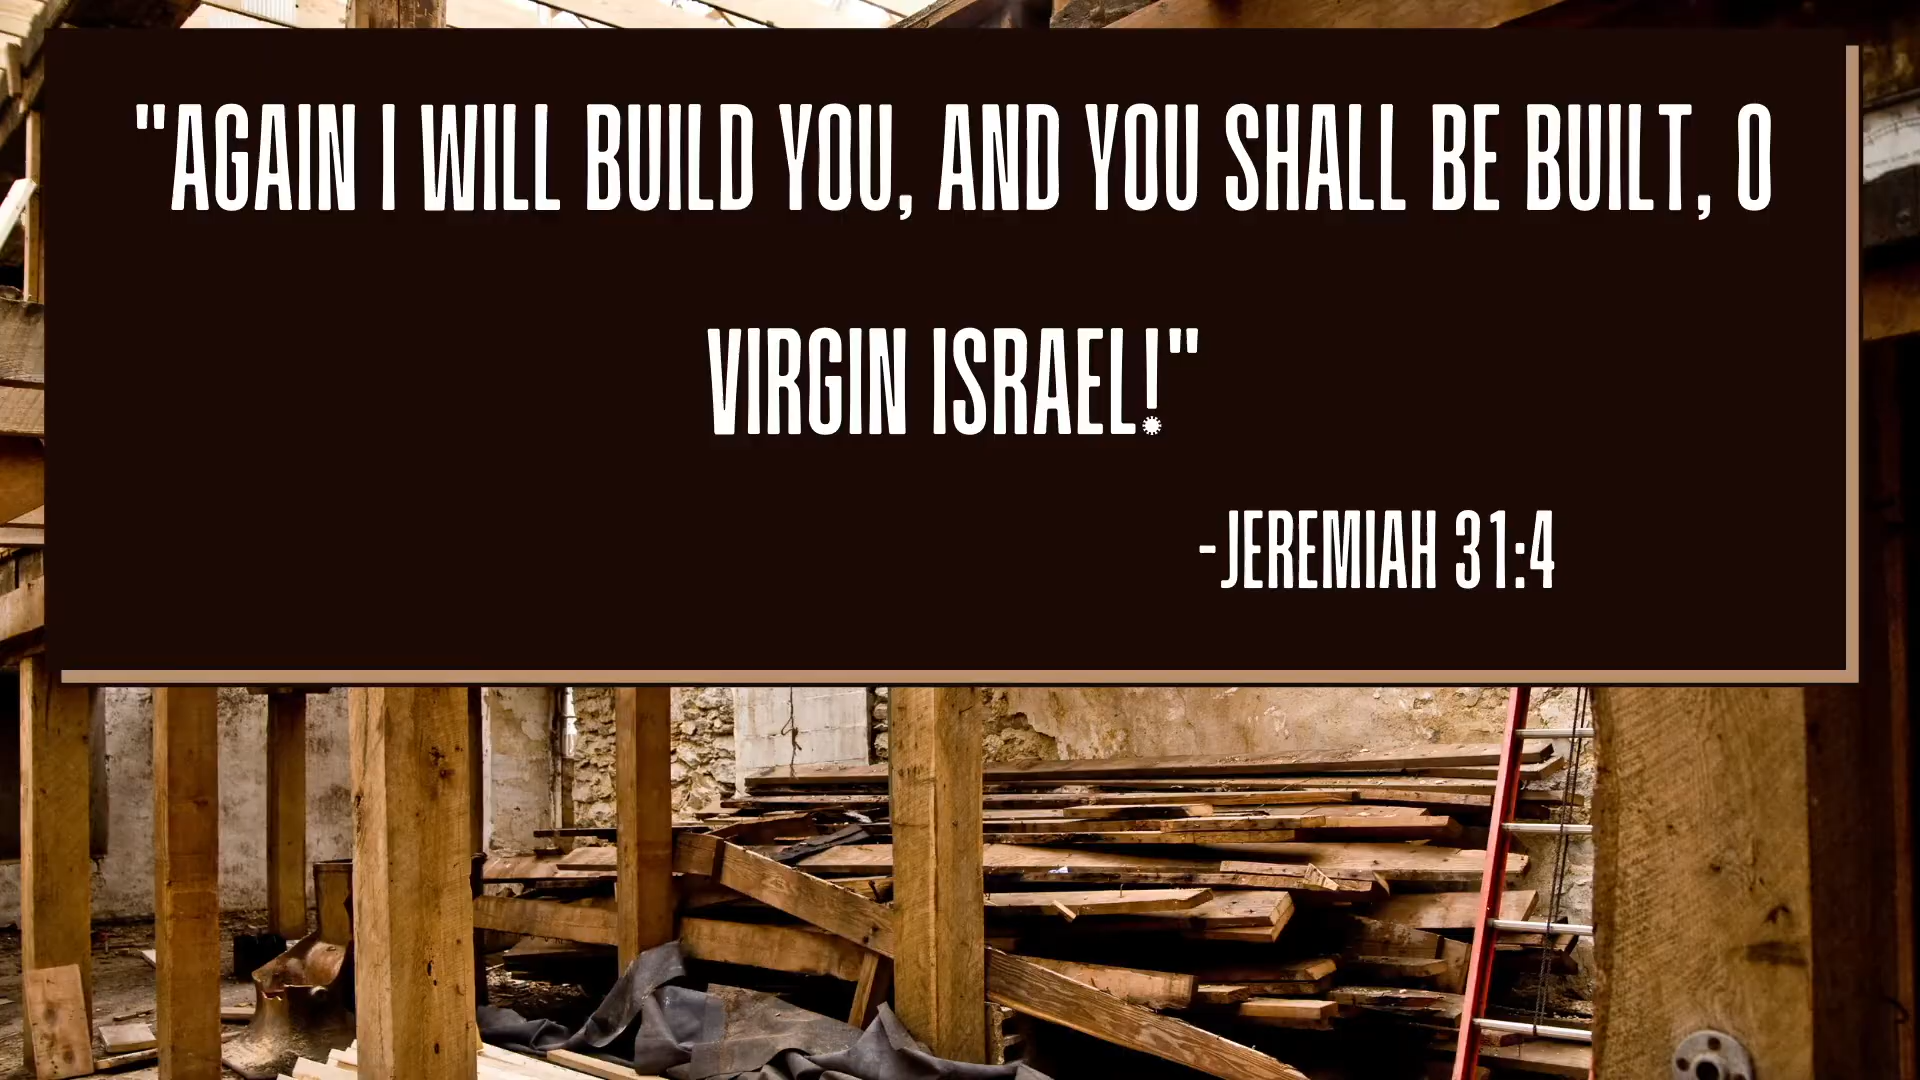 "AGAIN I WILL BUILD YOU, AND YOU SHALL BE BUILT, O
VIRGIN ISRAEL!"
-JEREMIAH 31:4